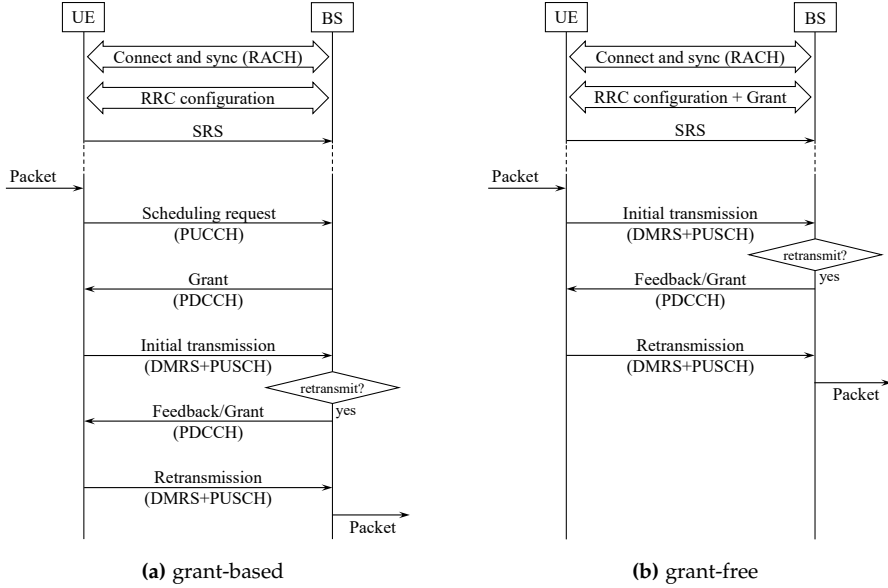 UE
BS
Connect and sync (RACH)
RRC configuration
SRS
Packet
Scheduling request
(PUCCH)
Grant
(PDCCH)
Initial transmission
(DMRS+PUSCH)
retransmit?
yes
Feedback/Grant
(PDCCH)
Retransmission
(DMRS+PUSCH)
Packet
(a) grant-based
UE
BS
Connect and sync (RACH)
RRC configuration + Grant
SRS
Packet
Initial transmission
(DMRS+PUSCH)
retransmit?
yes
Feedback/Grant
(PDCCH)
Retransmission
(DMRS+PUSCH)
Packet
(b) grant-free